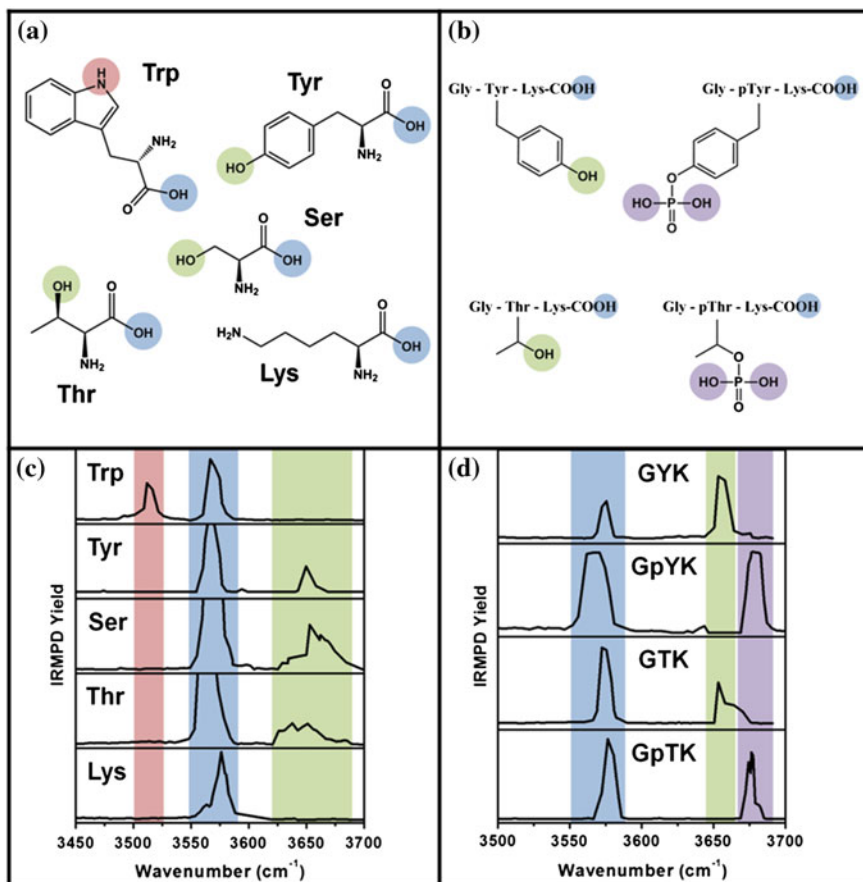 (a)
NH
Trp
NH₂
O
OH
Tyr
O
OH
HO
NH₂
Ser
O
HO
OH
NH₂
OH
O
OH
NH₂
Thr
O
H₂N
OH
NH₂
Lys
(b)
Gly - Tyr - Lys-COOH
OH
Gly - pTyr - Lys-COOH
O
HO-P-OH
O
Gly - Thr - Lys-COOH
OH
Gly - pThr - Lys-COOH
O
HO-P-OH
O
(c)
Trp
Tyr
Ser
Thr
Lys
IRMPD Yield
3450 3500 3550 3600 3650 3700
Wavenumber (cm⁻¹)
(d)
GYK
GpYK
GTK
GpTK
IRMPD Yield
3500 3550 3600 3650 3700
Wavenumber (cm⁻¹)